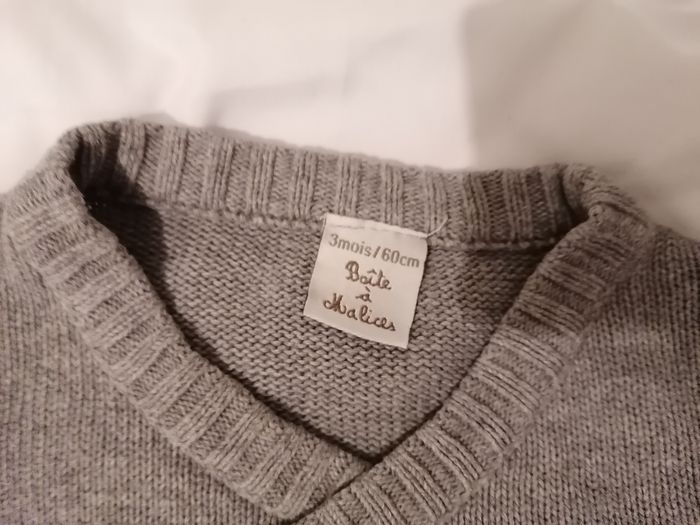 3mois/60cm
Boîte
à
Malices